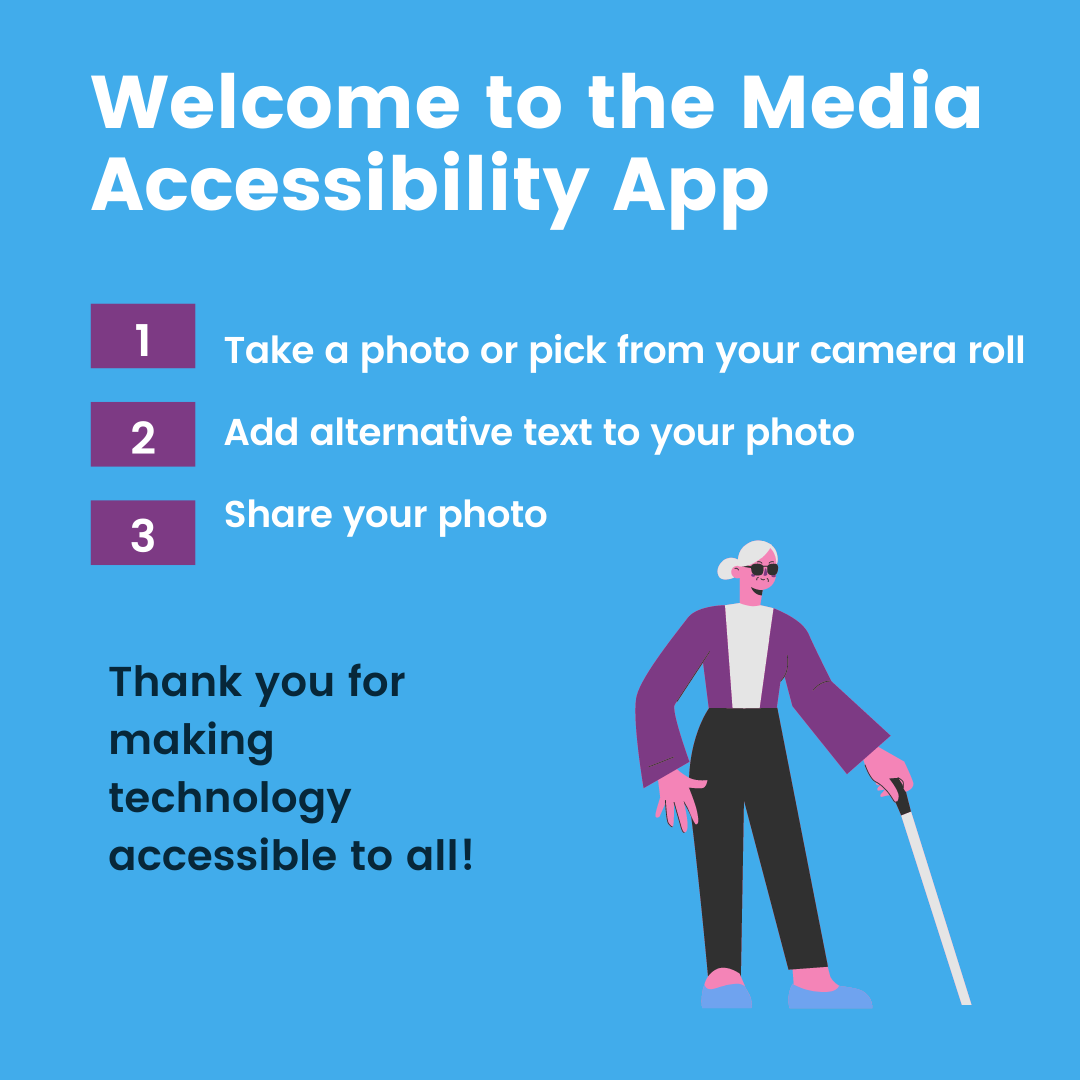 Welcome to the Media
Accessibility App
1 Take a photo or pick from your camera roll
2 Add alternative text to your photo
3 Share your photo
Thank you for
making
technology
accessible to all!